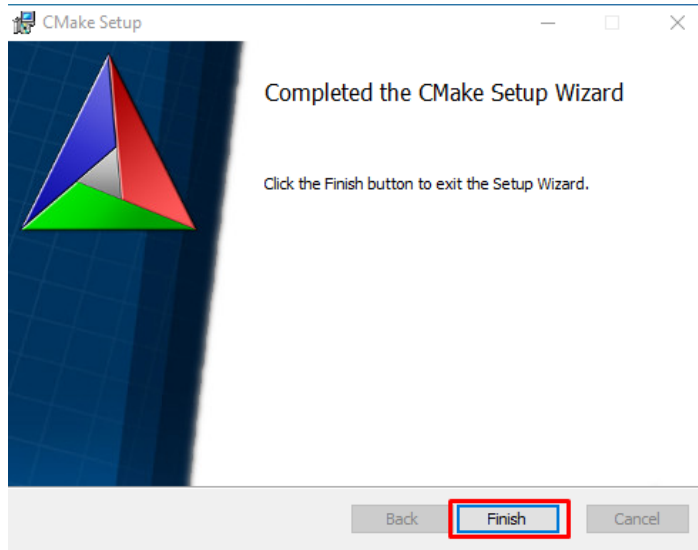 CMake Setup
Completed the CMake Setup Wizard
Click the Finish button to exit the Setup Wizard.
Back Finish Cancel